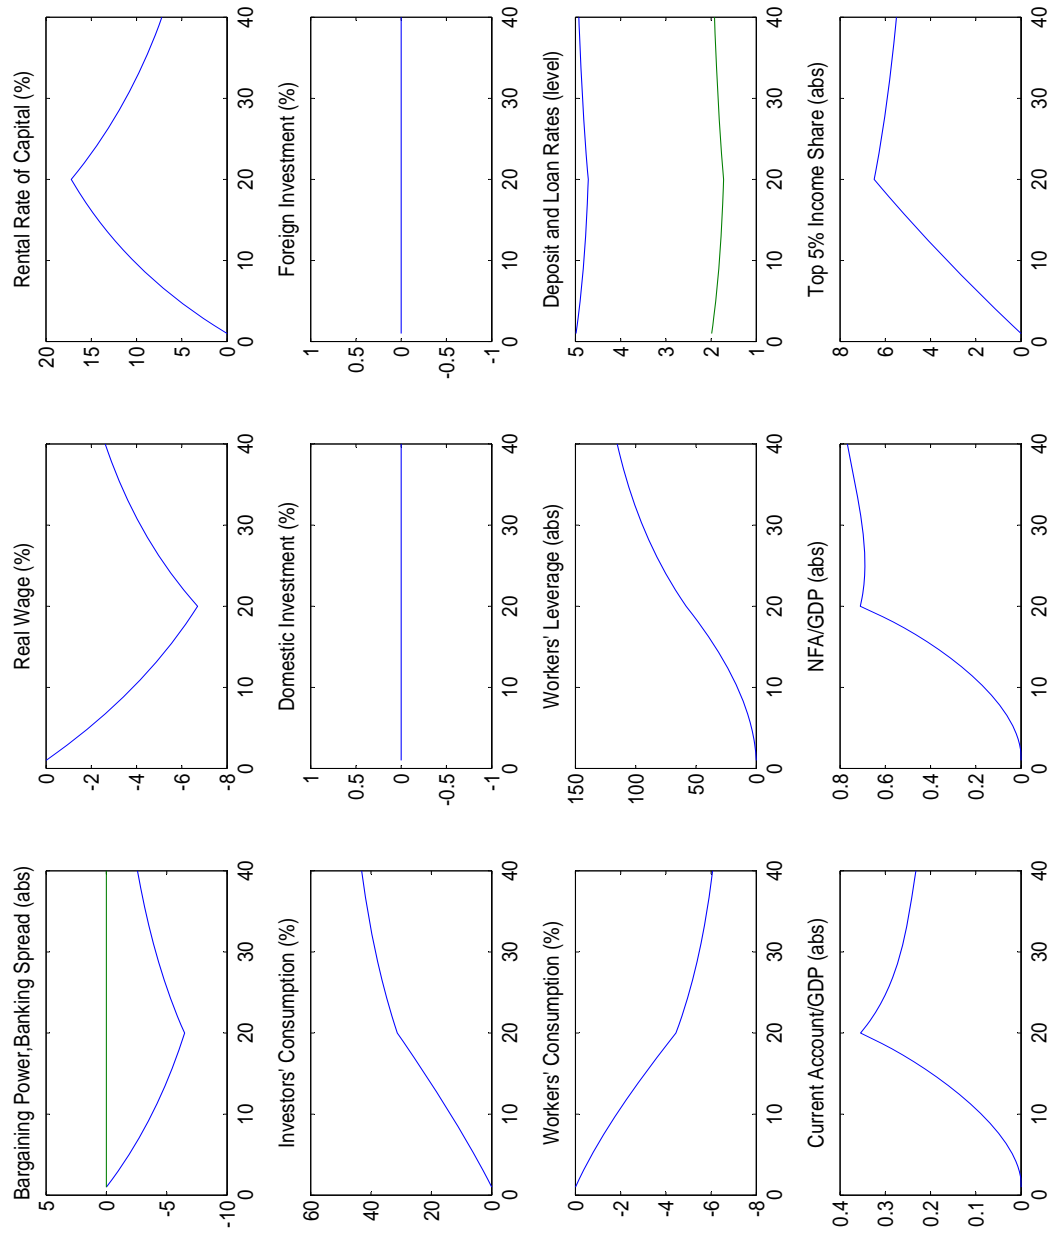 Bargaining Power,Banking Spread (abs)
5
0
-5
-10
0 10 20 30 40
Real Wage (%)
0
-2
-4
-6
-8
0 10 20 30 40
Rental Rate of Capital (%)
20
15
10
5
0
0 10 20 30 40
Investors' Consumption (%)
60
40
20
0
0 10 20 30 40
Domestic Investment (%)
1
0.5
0
-0.5
-1
0 10 20 30 40
Foreign Investment (%)
1
0.5
0
-0.5
-1
0 10 20 30 40
Workers' Consumption (%)
0
-2
-4
-6
-8
0 10 20 30 40
Workers' Leverage (abs)
150
100
50
0
0 10 20 30 40
Deposit and Loan Rates (level)
5
4
3
2
1
0 10 20 30 40
Current Account/GDP (abs)
0.4
0.3
0.2
0.1
0
0 10 20 30 40
NFA/GDP (abs)
0.8
0.6
0.4
0.2
0
0 10 20 30 40
Top 5% Income Share (abs)
8
6
4
2
0
0 10 20 30 40